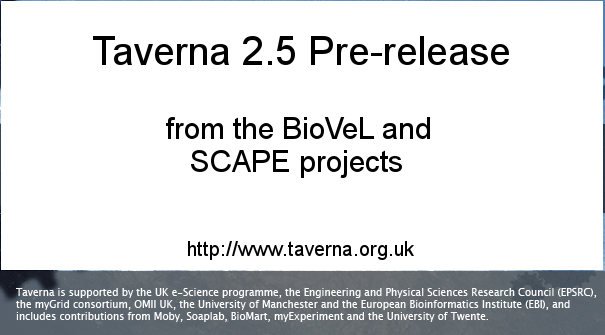 Taverna 2.5 Pre-release
from the BioVeL and
SCAPE projects
http://www.taverna.org.uk
Taverna is supported by the UK e-Science programme, the Engineering and Physical Sciences Research Council (EPSRC),
the myGrid consortium, OMII UK, the University of Manchester and the European Bioinformatics Institute (EBI), and
includes contributions from Moby, Soaplab, BioMart, myExperiment and the University of Twente.